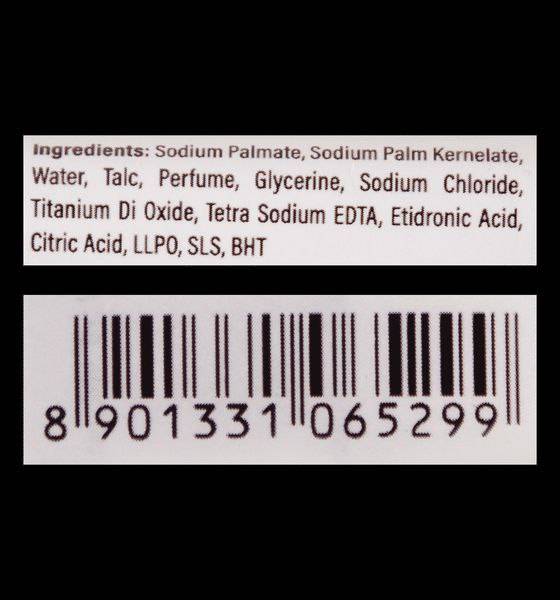 Ingredients: Sodium Palmate, Sodium Palm Kernelate,
Water, Talc, Perfume, Glycerine, Sodium Chloride,
Titanium Di Oxide, Tetra Sodium EDTA, Etidronic Acid,
Citric Acid, LLPO, SLS, BHT
8 901331 065299